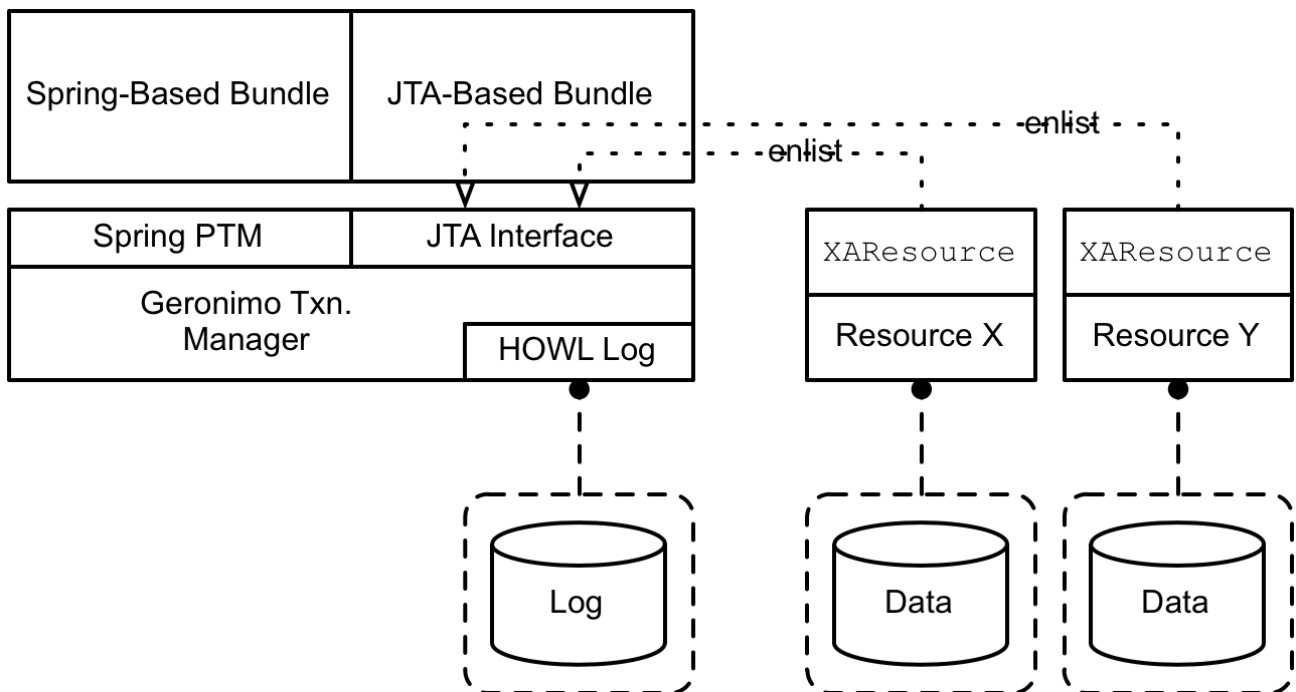 Spring-Based Bundle
JTA-Based Bundle
enlist
enlist
Spring PTM
JTA Interface
XAResource
XAResource
Geronimo Txn.
Manager
HOWL Log
Resource X
Resource Y
Log
Data
Data